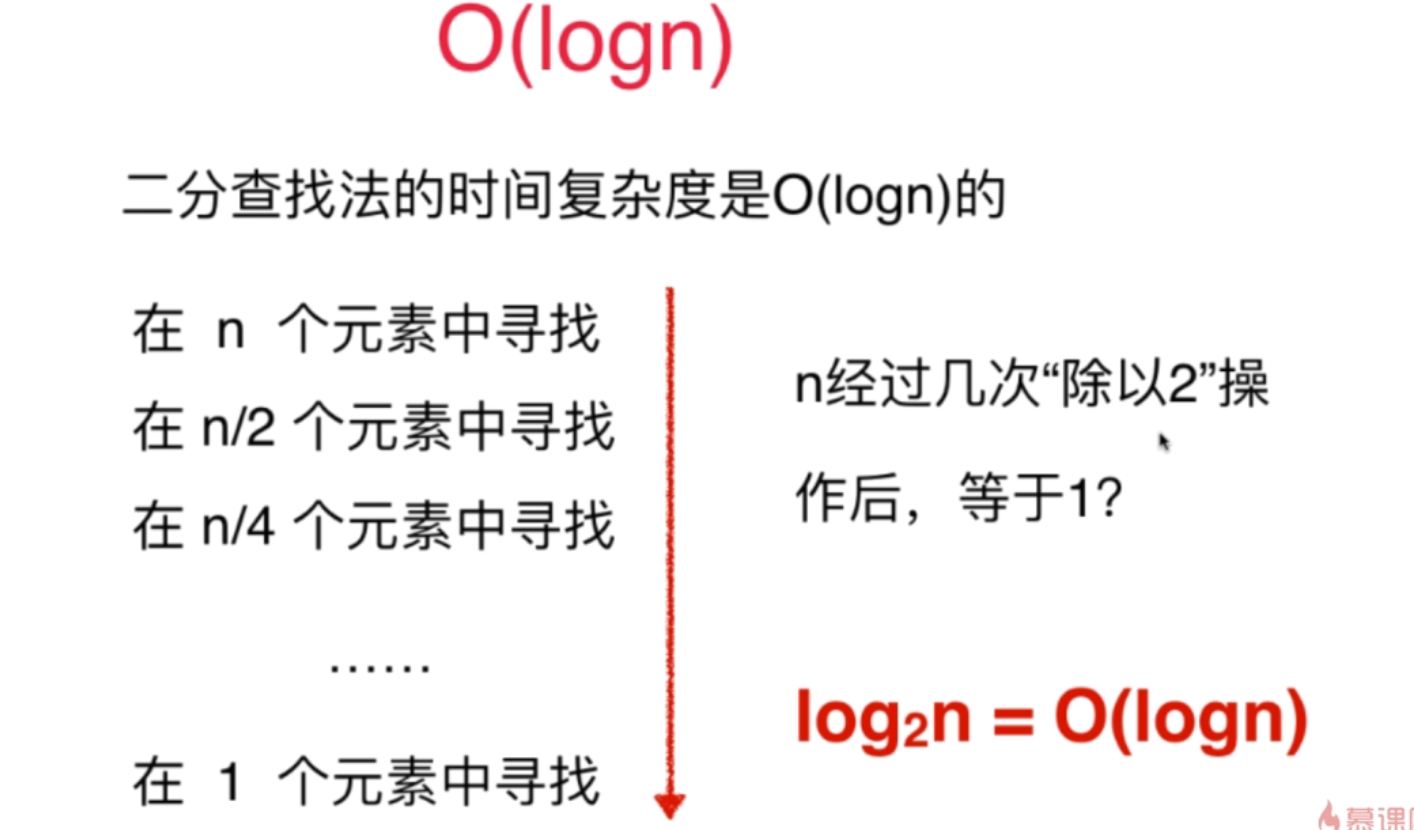 O(logn)
二分查找法的时间复杂度是O(logn)的
在 n 个元素中寻找
在 n/2 个元素中寻找
在 n/4 个元素中寻找
……
在 1 个元素中寻找
n经过几次“除以2”操
作后，等于1?
log₂n = O(logn)
慕课